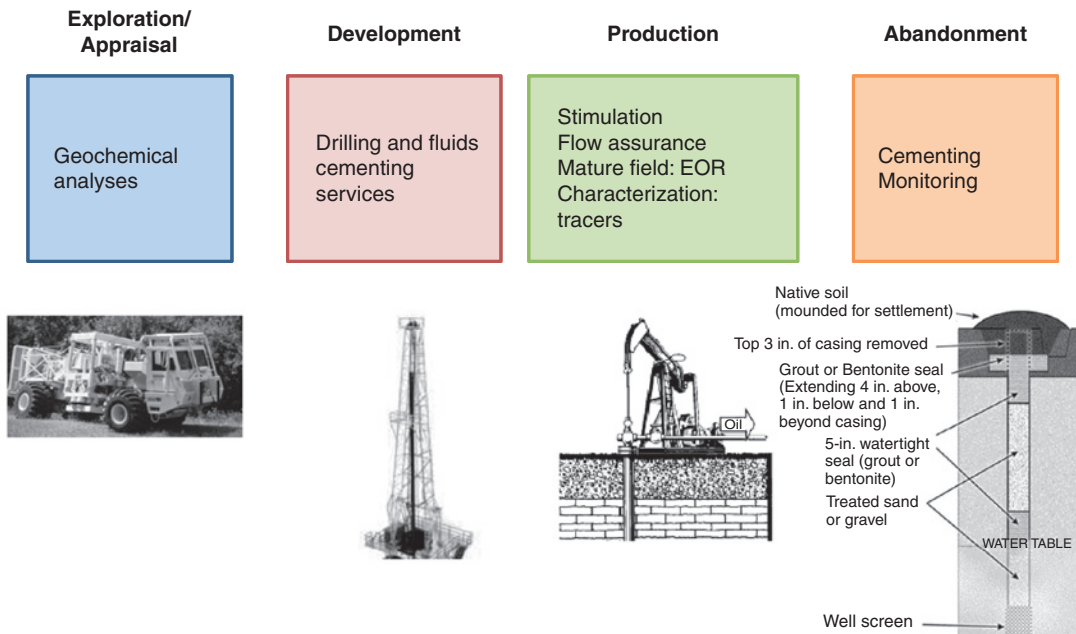 Exploration/
Appraisal
Development
Production
Abandonment
Geochemical
analyses
Drilling and fluids
cementing
services
Stimulation
Flow assurance
Mature field: EOR
Characterization:
tracers
Cementing
Monitoring
Oil
Native soil
(mounded for settlement)
Top 3 in. of casing removed
Grout or Bentonite seal
(Extending 4 in. above,
1 in. below and 1 in.
beyond casing)
5-in. watertight
seal (grout or
bentonite)
Treated sand
or gravel
WATER TABLE
Well screen